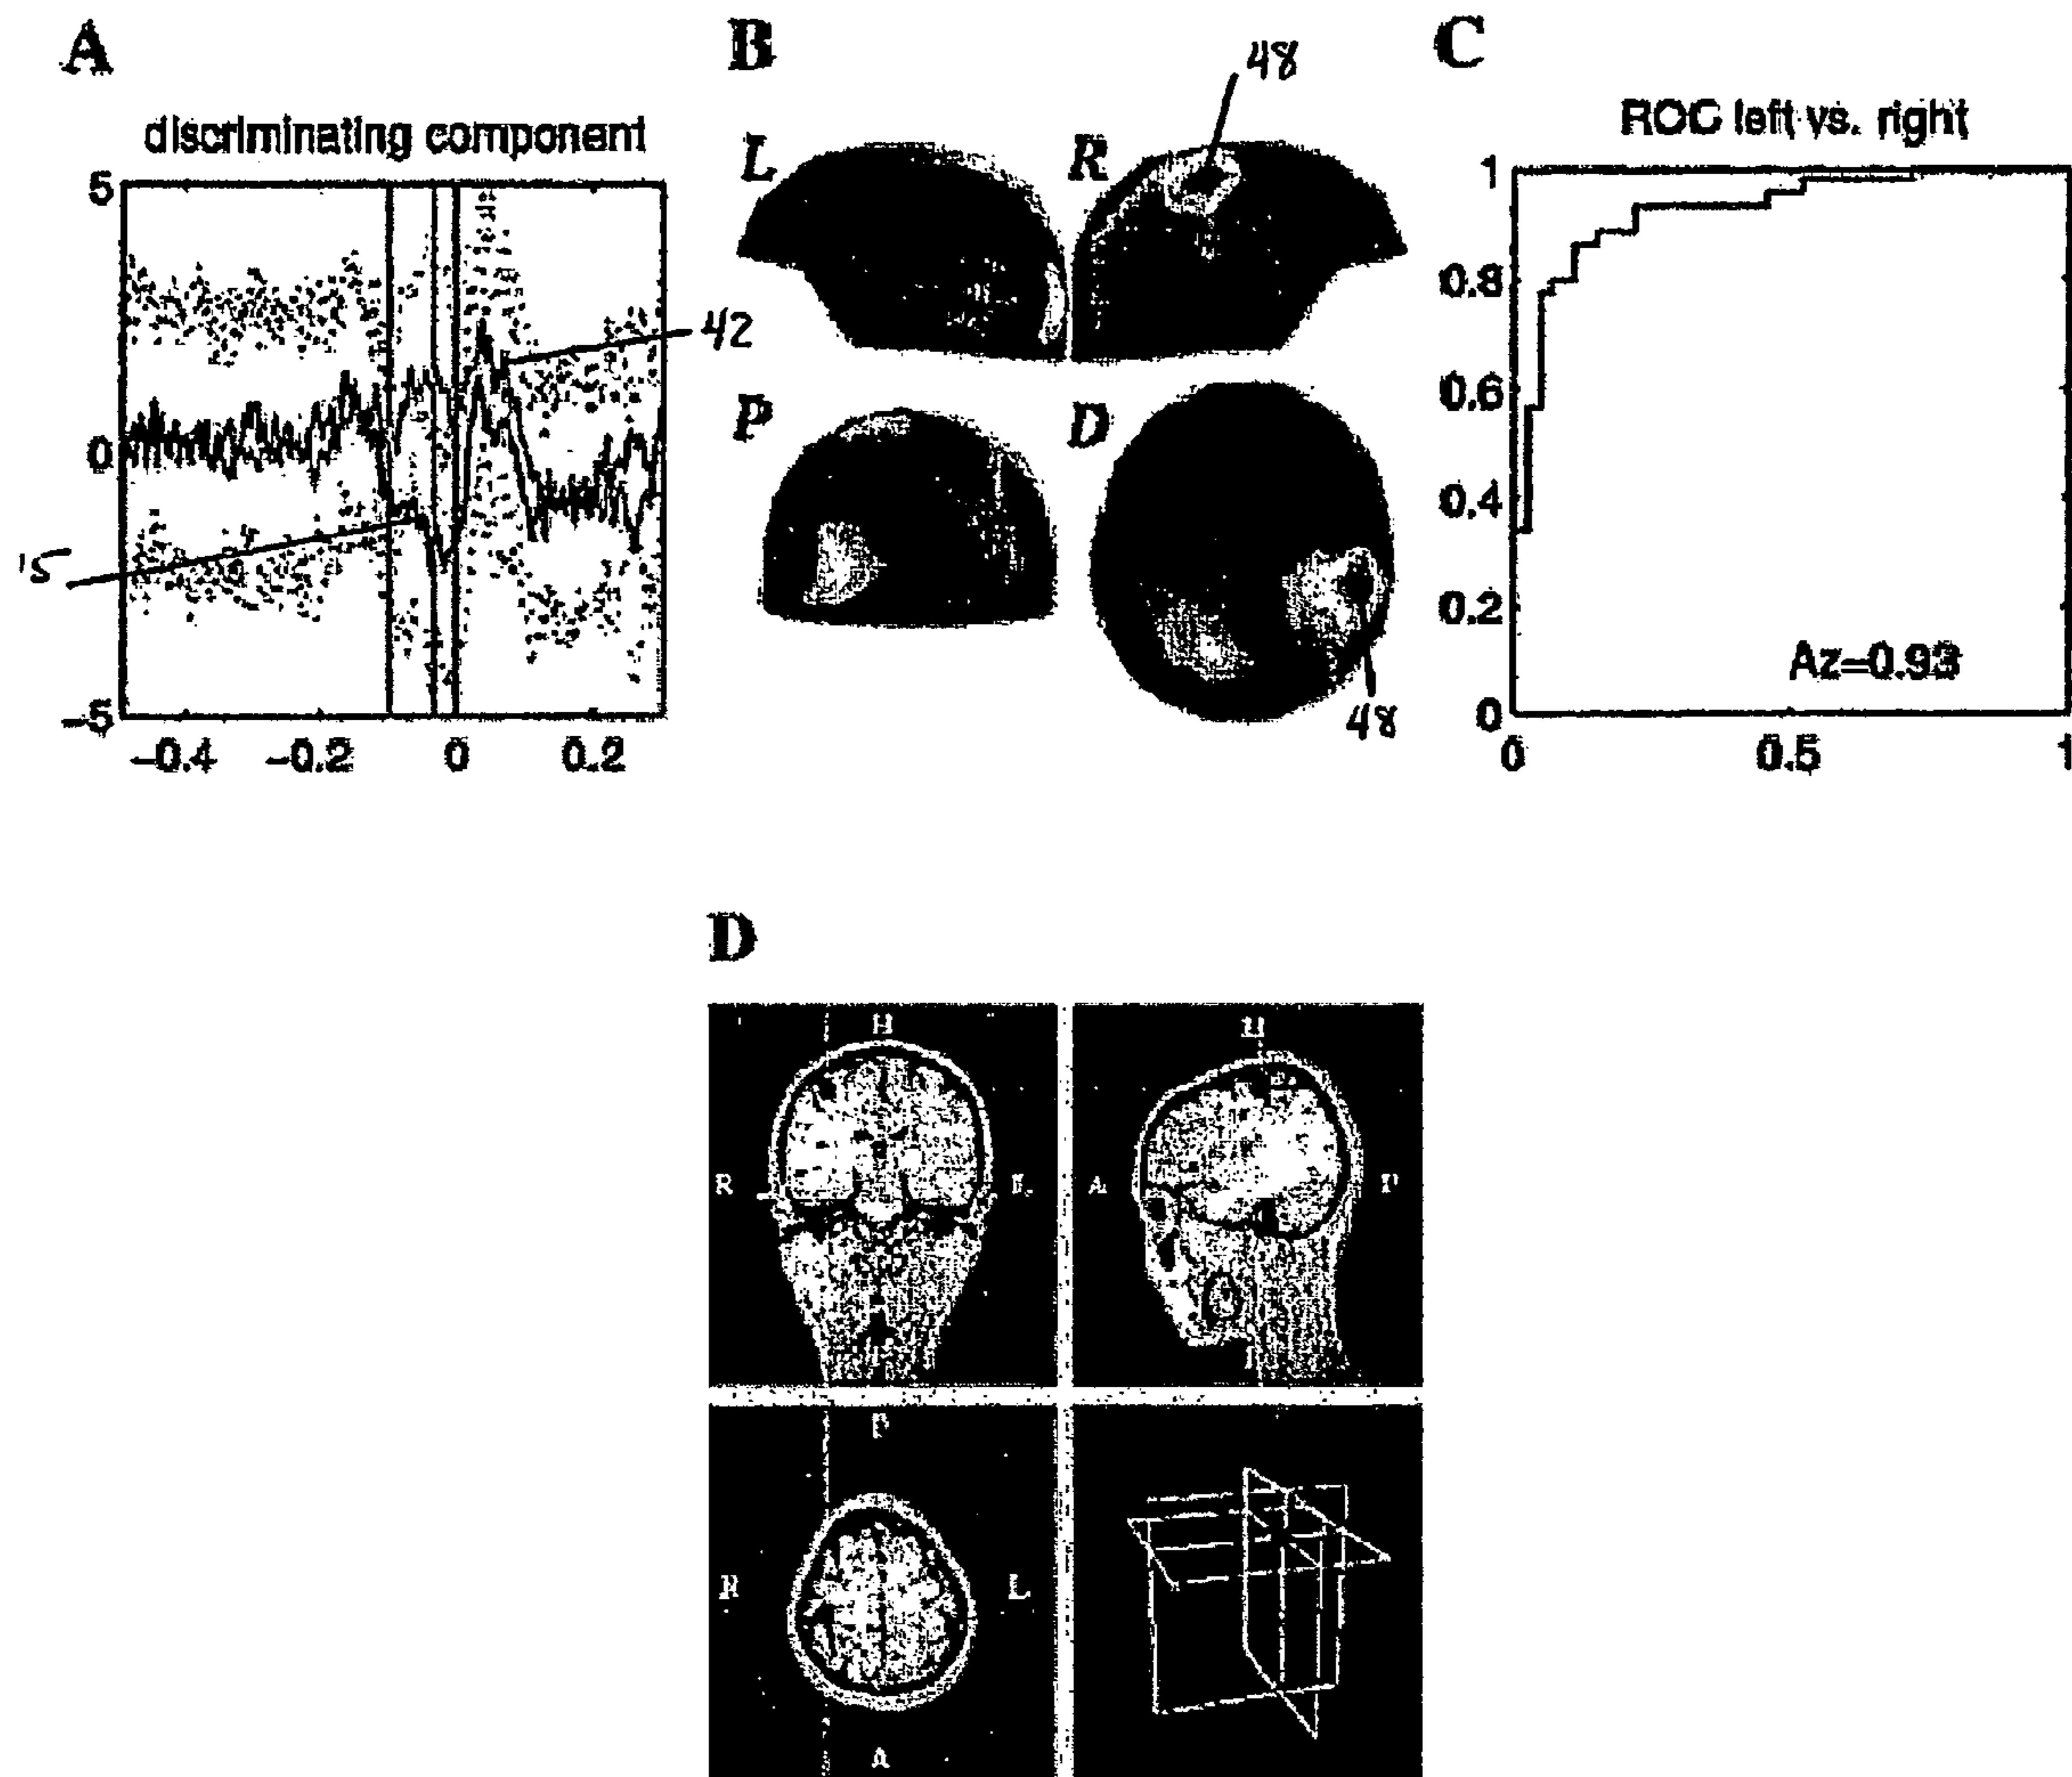 A
discriminating component
5
0
-5
-0.4 -0.2 0 0.2
42
B
48
L R
P D
48
C
ROC left vs. right
1
0.8
0.6
0.4
0.2
0
Az=0.93
0 0.5 1
D
H
R
H
A P
P
R L
A